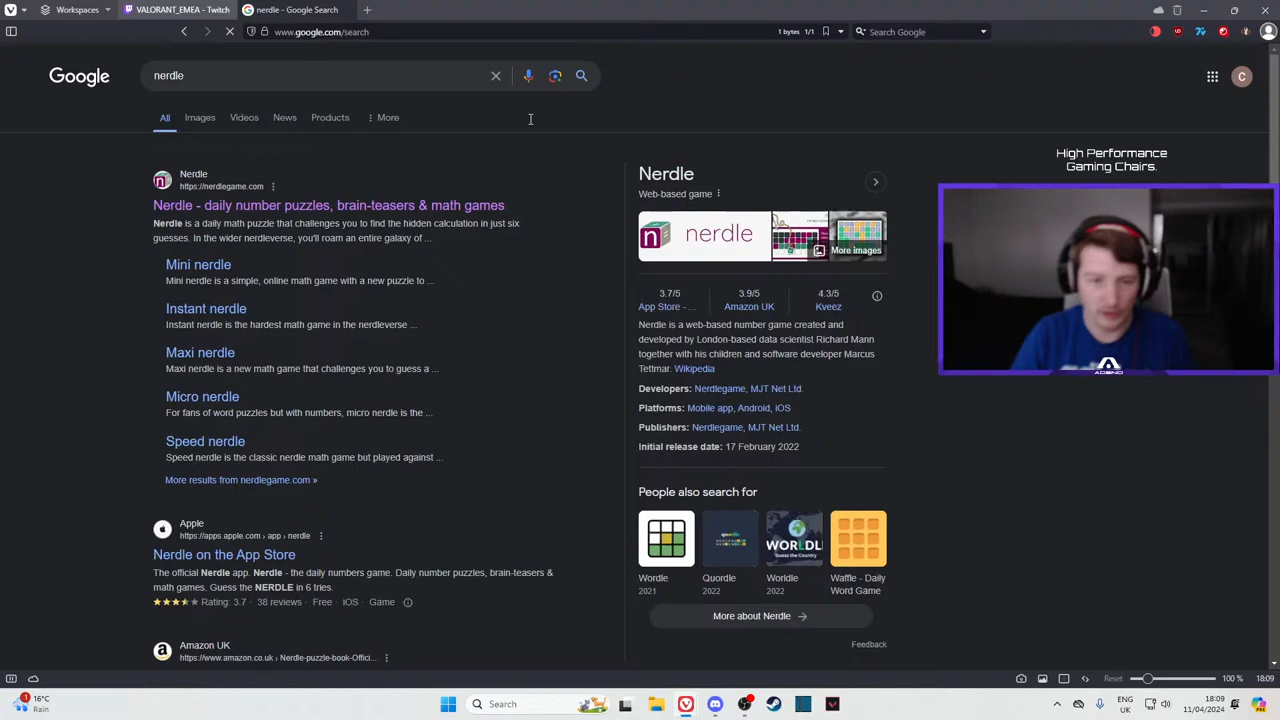 Workspaces
VALORANT_EMEA - Twitch
nerdle - Google Search
www.google.com/search
1 bytes 1/1
Search Google
Google
nerdle
C
All
Images
Videos
News
Products
More
High Performance
Gaming Chairs.
Nerdle
https://nerdlegame.com
Nerdle - daily number puzzles, brain-teasers & math games
Nerdle is a daily math puzzle that challenges you to find the hidden calculation in just six
guesses. In the wider nerdleverse, you'll roam an entire galaxy of ...
Mini nerdle
Mini nerdle is a simple, online math game with a new puzzle to ...
Instant nerdle
Instant nerdle is the hardest math game in the nerdleverse ...
Maxi nerdle
Maxi nerdle is a new math game that challenges you to guess a ...
Micro nerdle
For fans of word puzzles but with numbers, micro nerdle is the ...
Speed nerdle
Speed nerdle is the classic nerdle math game but played against ...
More results from nerdlegame.com »
Apple
https://apps.apple.com › app › nerdle
Nerdle on the App Store
The official Nerdle app. Nerdle - the daily numbers game. Daily number puzzles, brain-teasers &
math games. Guess the NERDLE in 6 tries.
Rating: 3.7 · 38 reviews · Free · iOS · Game
Amazon UK
https://www.amazon.co.uk › Nerdle-puzzle-book-Offici...
Nerdle
Web-based game
n nerdle
More images
3.7/5
App Store - ...
3.9/5
Amazon UK
4.3/5
Kveez
Nerdle is a web-based number game created and
developed by London-based data scientist Richard Mann
together with his children and software developer Marcus
Tettmar. Wikipedia
Developers: Nerdlegame, MJT Net Ltd.
Platforms: Mobile app, Android, iOS
Publishers: Nerdlegame, MJT Net Ltd.
Initial release date: 17 February 2022
People also search for
WORLDLE
Guess the Country
Wordle
2021
Quordle
2022
Worldle
2022
Waffle - Daily
Word Game
More about Nerdle
Feedback
Reset
100 %
18:09
1
16°C
Rain
Search
ENG
UK
18:09
11/04/2024